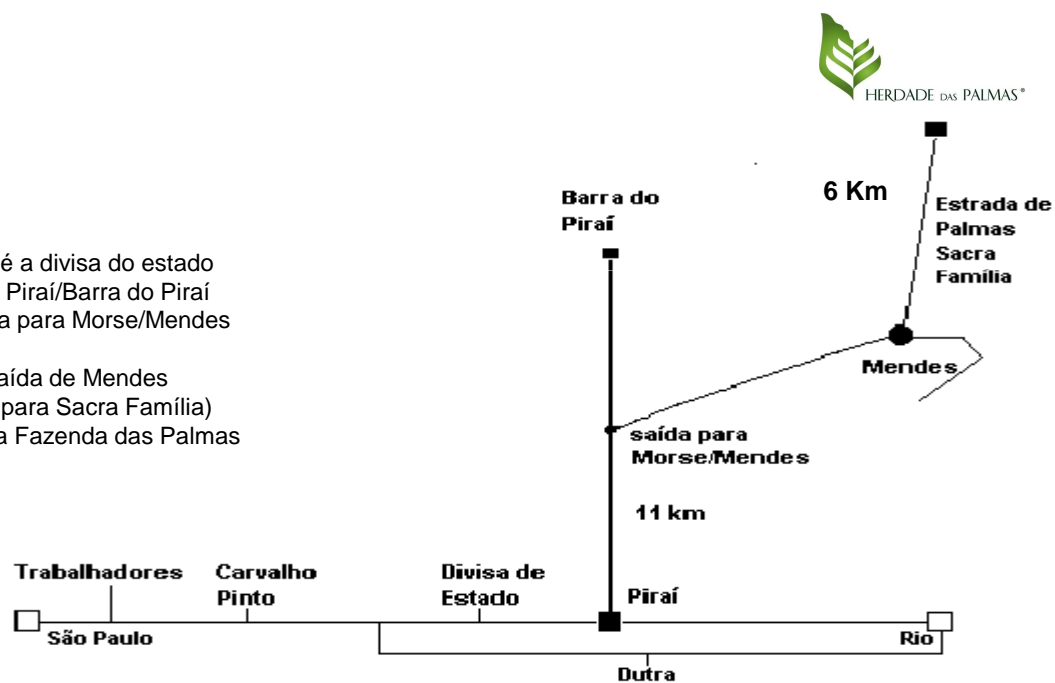 HERDADE DAS PALMAS®
6 Km
Barra do
Piraí
Estrada de
Palmas
Sacra
Família
é a divisa do estado
Piraí/Barra do Piraí
a para Morse/Mendes
aída de Mendes
para Sacra Família)
a Fazenda das Palmas
Mendes
saída para
Morse/Mendes
11 km
Trabalhadores
Carvalho
Pinto
Divisa de
Estado
Piraí
São Paulo
Rio
Dutra